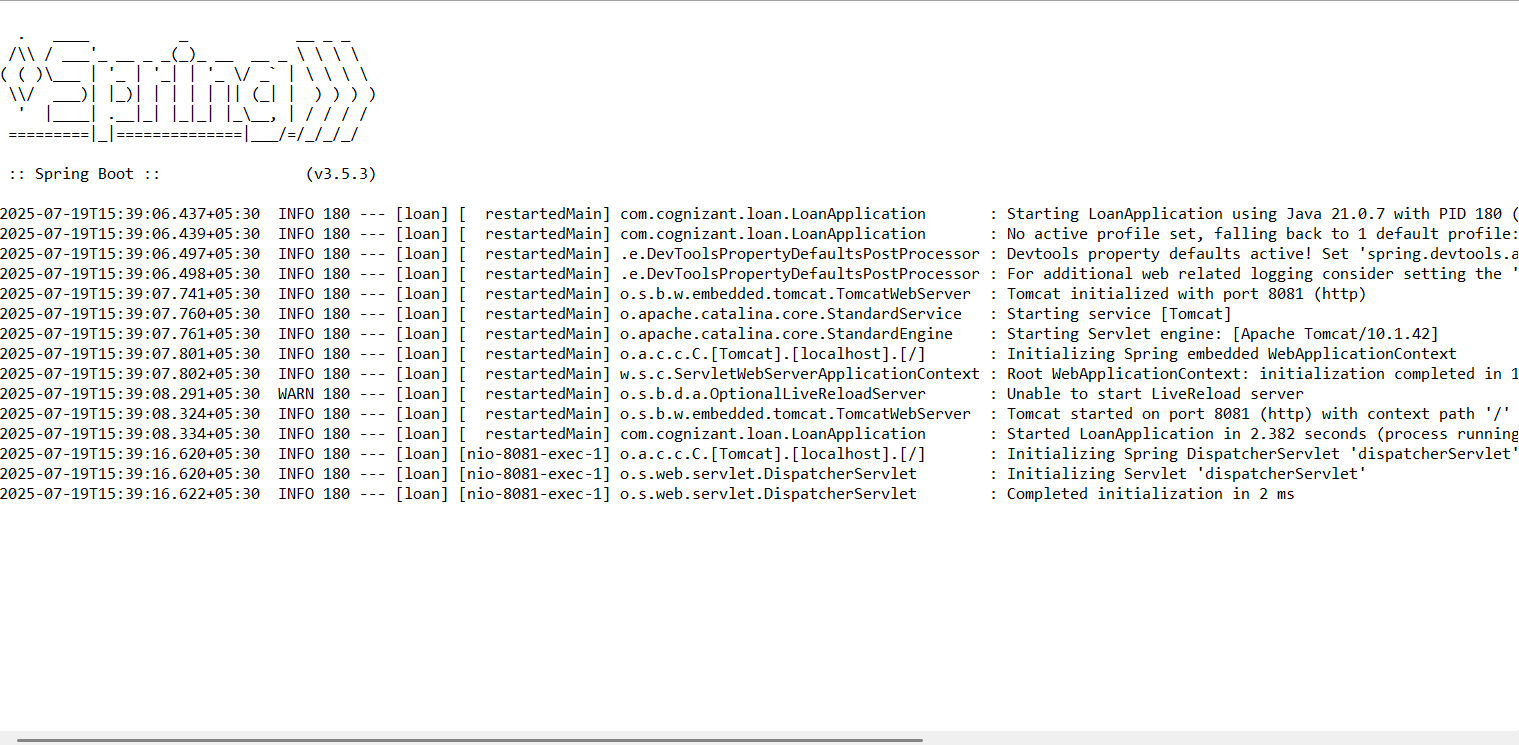 .   ____          _            __ _ _
 /\\ / ___'_ __ _ _(_)_ __  __ _ \ \ \ \
( ( )\___ | '_ | '_| | '_ \/ _` | \ \ \ \
 \\/  ___)| |_)| | | | | || (_| |  ) ) ) )
  '  |____| .__|_| |_|_| |_\__, | / / / /
 =========|_|==============|___/=/_/_/_/

 :: Spring Boot ::                (v3.5.3)

2025-07-19T15:39:06.437+05:30  INFO 180 --- [loan] [  restartedMain] com.cognizant.loan.LoanApplication       : Starting LoanApplication using Java 21.0.7 with PID 180 (
2025-07-19T15:39:06.439+05:30  INFO 180 --- [loan] [  restartedMain] com.cognizant.loan.LoanApplication       : No active profile set, falling back to 1 default profile:
2025-07-19T15:39:06.497+05:30  INFO 180 --- [loan] [  restartedMain] .e.DevToolsPropertyDefaultsPostProcessor : Devtools property defaults active! Set 'spring.devtools.a
2025-07-19T15:39:06.498+05:30  INFO 180 --- [loan] [  restartedMain] .e.DevToolsPropertyDefaultsPostProcessor : For additional web related logging consider setting the '
2025-07-19T15:39:07.741+05:30  INFO 180 --- [loan] [  restartedMain] o.s.b.w.embedded.tomcat.TomcatWebServer  : Tomcat initialized with port 8081 (http)
2025-07-19T15:39:07.760+05:30  INFO 180 --- [loan] [  restartedMain] o.apache.catalina.core.StandardService   : Starting service [Tomcat]
2025-07-19T15:39:07.761+05:30  INFO 180 --- [loan] [  restartedMain] o.apache.catalina.core.StandardEngine    : Starting Servlet engine: [Apache Tomcat/10.1.42]
2025-07-19T15:39:07.801+05:30  INFO 180 --- [loan] [  restartedMain] o.a.c.c.C.[Tomcat].[localhost].[/]       : Initializing Spring embedded WebApplicationContext
2025-07-19T15:39:07.802+05:30  INFO 180 --- [loan] [  restartedMain] w.s.c.ServletWebServerApplicationContext : Root WebApplicationContext: initialization completed in 1
2025-07-19T15:39:08.291+05:30  WARN 180 --- [loan] [  restartedMain] o.s.b.d.a.OptionalLiveReloadServer       : Unable to start LiveReload server
2025-07-19T15:39:08.324+05:30  INFO 180 --- [loan] [  restartedMain] o.s.b.w.embedded.tomcat.TomcatWebServer  : Tomcat started on port 8081 (http) with context path '/'
2025-07-19T15:39:08.334+05:30  INFO 180 --- [loan] [  restartedMain] com.cognizant.loan.LoanApplication       : Started LoanApplication in 2.382 seconds (process running
2025-07-19T15:39:16.620+05:30  INFO 180 --- [loan] [nio-8081-exec-1] o.a.c.c.C.[Tomcat].[localhost].[/]       : Initializing Spring DispatcherServlet 'dispatcherServlet'
2025-07-19T15:39:16.620+05:30  INFO 180 --- [loan] [nio-8081-exec-1] o.s.web.servlet.DispatcherServlet        : Initializing Servlet 'dispatcherServlet'
2025-07-19T15:39:16.622+05:30  INFO 180 --- [loan] [nio-8081-exec-1] o.s.web.servlet.DispatcherServlet        : Completed initialization in 2 ms